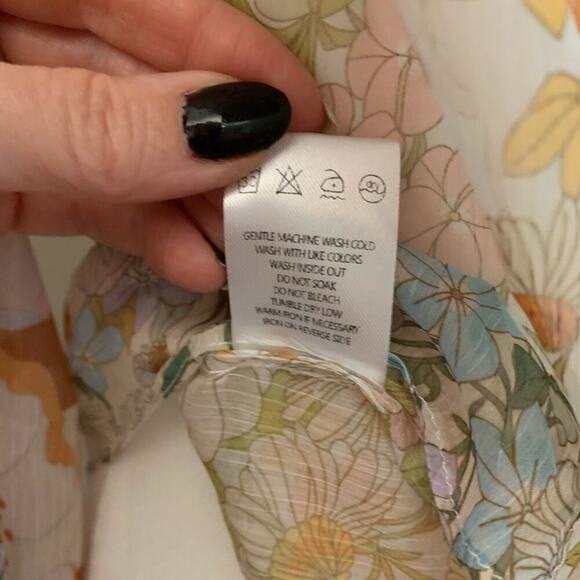 GENTLE MACHINE WASH COLD
WASH WITH LIKE COLORS
WASH INSIDE OUT
DO NOT SOAK
DO NOT BLEACH
TUMBLE DRY LOW
WARM IRON IF NECESSARY
IRON ON REVERSE SIDE